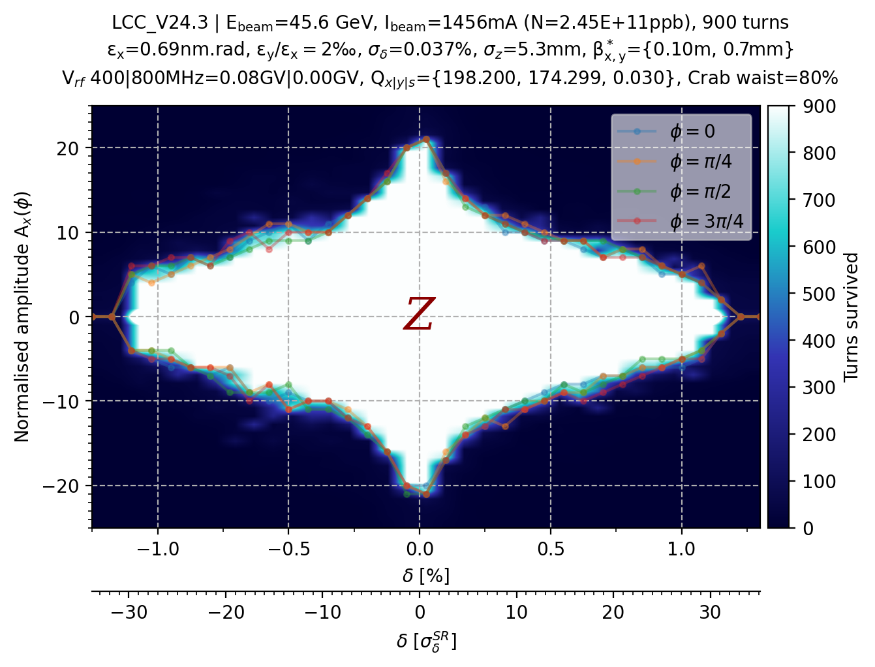 LCC_V24.3 | E_beam=45.6 GeV, I_beam=1456mA (N=2.45E+11ppb), 900 turns
ε_x=0.69nm.rad, ε_y/ε_x = 2‰, σ_δ=0.037%, σ_z=5.3mm, β*_x,y={0.10m, 0.7mm}
V_rf 400|800MHz=0.08GV|0.00GV, Q_x|y|s={198.200, 174.299, 0.030}, Crab waist=80%
Normalised amplitude A_x(ϕ)
20
10
0
−10
−20
ϕ = 0
ϕ = π/4
ϕ = π/2
ϕ = 3π/4
Z
−1.0 −0.5 0.0 0.5 1.0
δ [%]
−30 −20 −10 0 10 20 30
δ [σ_δ^SR]
900
800
700
600
500
400
300
200
100
0
Turns survived